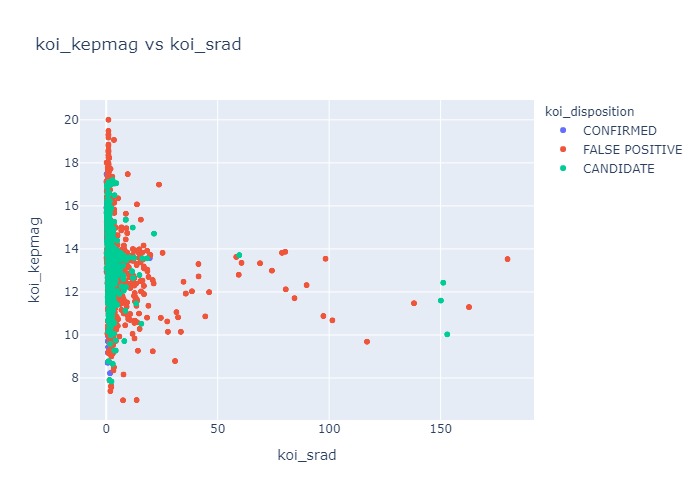 koi_kepmag vs koi_srad
koi_disposition
CONFIRMED
FALSE POSITIVE
CANDIDATE
20
18
16
14
12
10
8
koi_kepmag
0
50
100
150
koi_srad